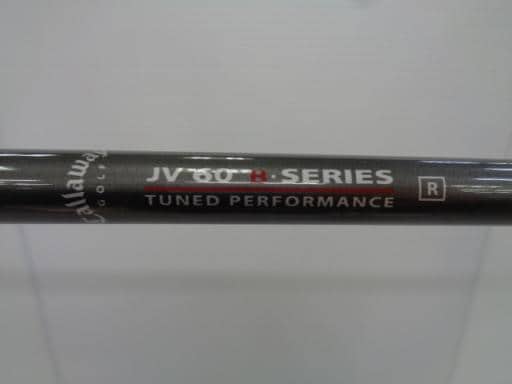 Callaway
GOLF
JV 60 H·SERIES
TUNED PERFORMANCE
R